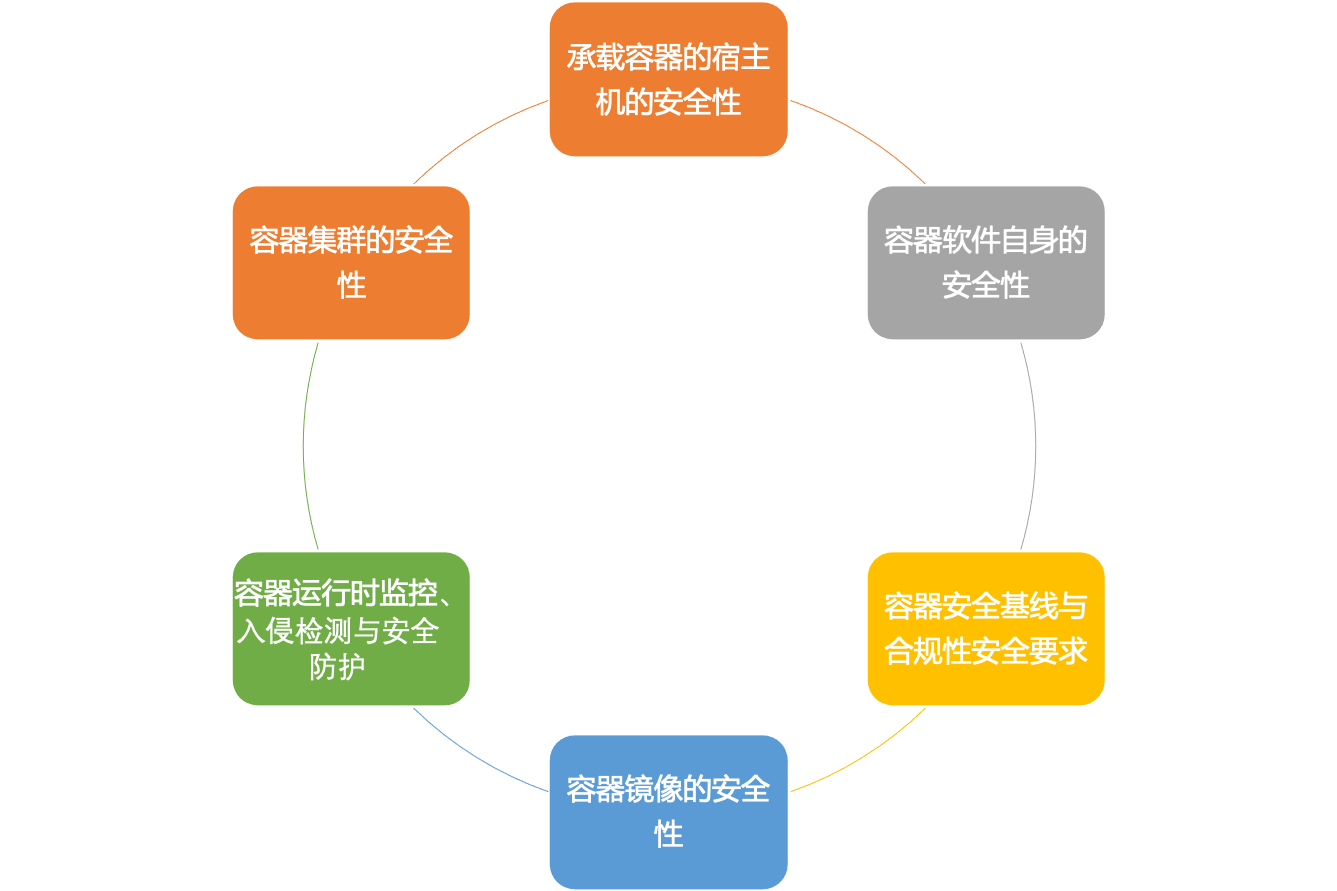 承载容器的宿主
机的安全性
容器软件自身的
安全性
容器安全基线与
合规性安全要求
容器镜像的安全
性
容器运行时监控、
入侵检测与安全
防护
容器集群的安全
性